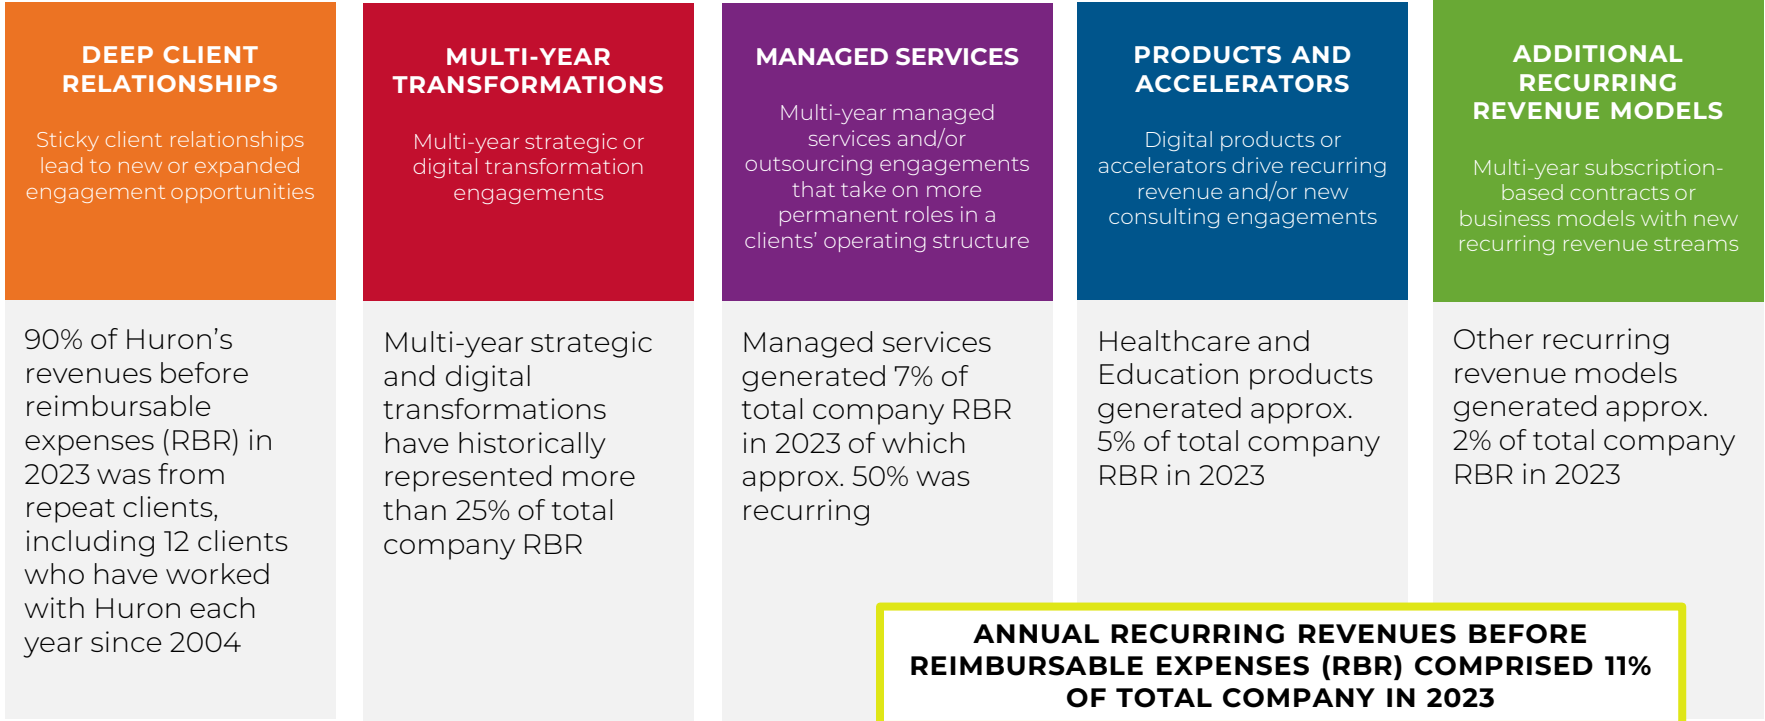 DEEP CLIENT
RELATIONSHIPS
Sticky client relationships
lead to new or expanded
engagement opportunities
90% of Huron’s
revenues before
reimbursable
expenses (RBR) in
2023 was from
repeat clients,
including 12 clients
who have worked
with Huron each
year since 2004
MULTI-YEAR
TRANSFORMATIONS
Multi-year strategic or
digital transformation
engagements
Multi-year strategic
and digital
transformations
have historically
represented more
than 25% of total
company RBR
MANAGED SERVICES
Multi-year managed
services and/or
outsourcing engagements
that take on more
permanent roles in a
clients’ operating structure
Managed services
generated 7% of
total company RBR
in 2023 of which
approx. 50% was
recurring
PRODUCTS AND
ACCELERATORS
Digital products or
accelerators drive recurring
revenue and/or new
consulting engagements
Healthcare and
Education products
generated approx.
5% of total company
RBR in 2023
ADDITIONAL
RECURRING
REVENUE MODELS
Multi-year subscription-
based contracts or
business models with new
recurring revenue streams
Other recurring
revenue models
generated approx.
2% of total company
RBR in 2023
ANNUAL RECURRING REVENUES BEFORE
REIMBURSABLE EXPENSES (RBR) COMPRISED 11%
OF TOTAL COMPANY IN 2023